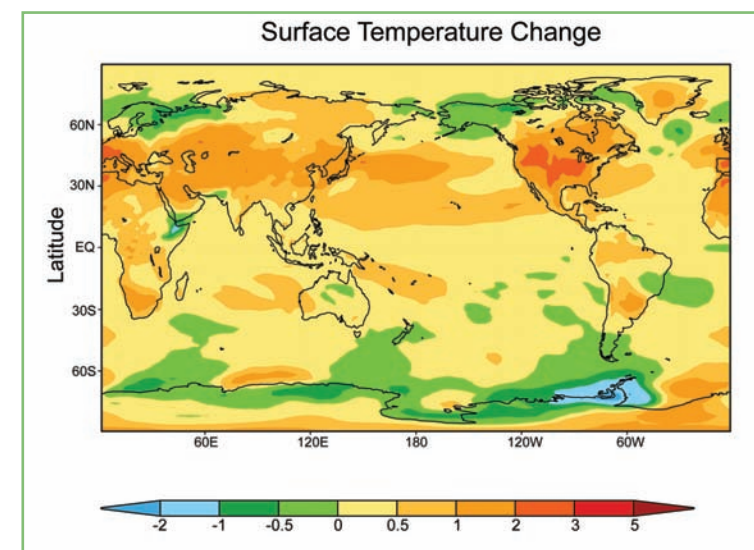 Surface Temperature Change
Latitude
60N
30N
EQ
30S
60S
60E 120E 180 120W 60W
-2 -1 -0.5 0 0.5 1 2 3 5